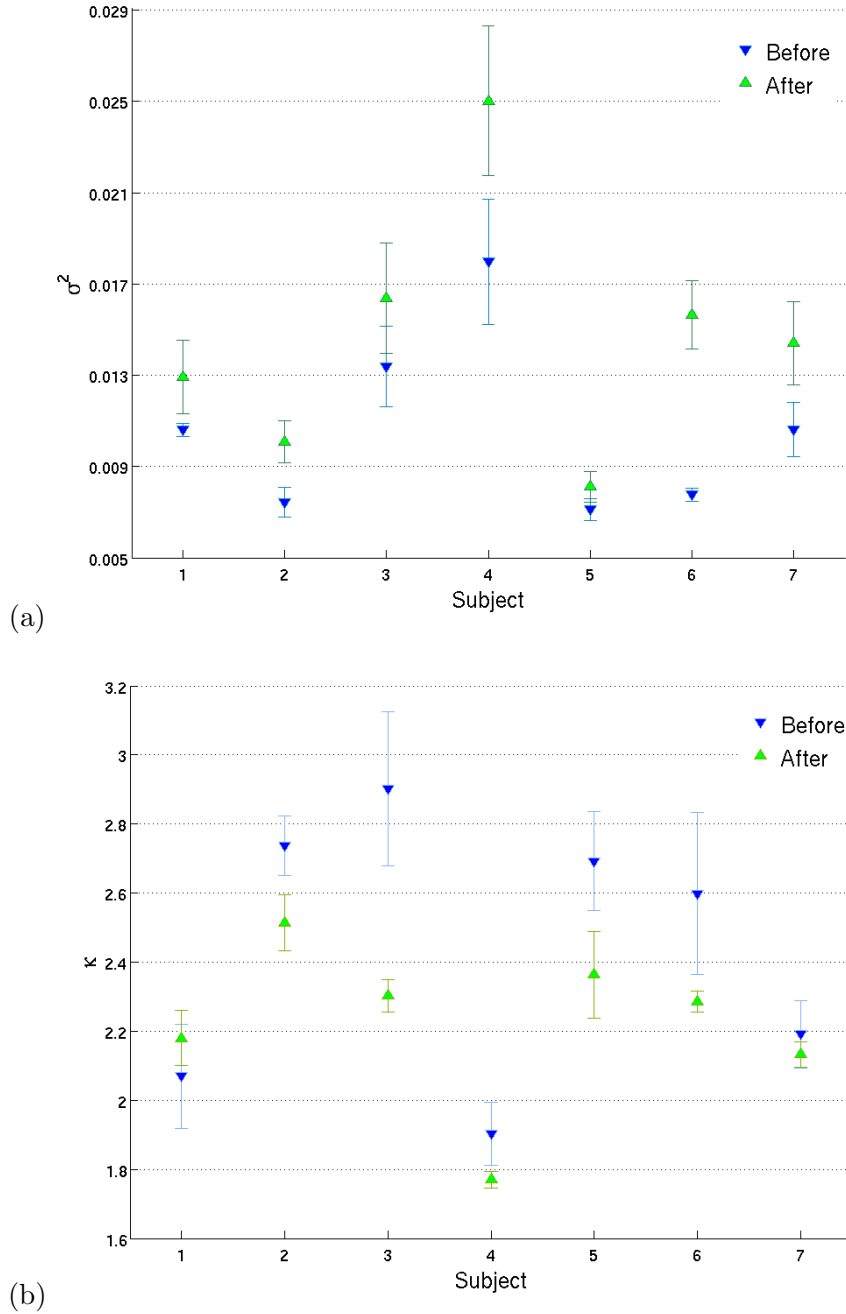 0.029
Before
After
0.025
0.021
σ²
0.017
0.013
0.009
0.005
1 2 3 4 5 6 7
Subject
(a)
3.2
Before
3
After
2.8
2.6
κ
2.4
2.2
2
1.8
1.6
1 2 3 4 5 6 7
Subject
(b)